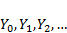 Y₀, Y₁, Y₂, ...